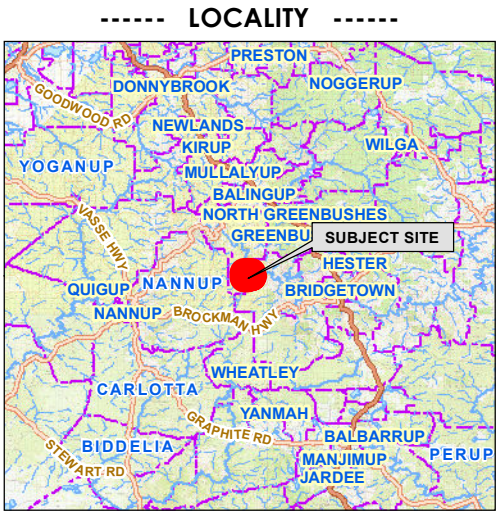 ------ LOCALITY ------
PRESTON
DONNYBROOK
NOGGERUP
GOODWOOD RD
NEWLANDS
KIRUP
WILGA
YOGANUP
MULLALYUP
BALINGUP
NORTH GREENBUSHES
GREENBU
SUBJECT SITE
VASSE HWY
HESTER
QUIGUP
NANNUP
BRIDGETOWN
NANNUP
BROCKMAN HWY
WHEATLEY
CARLOTTA
YANMAH
GRAPHITE RD
BALBARRUP
BIDDELIA
MANJIMUP
PERUP
STEWART RD
JARDEE